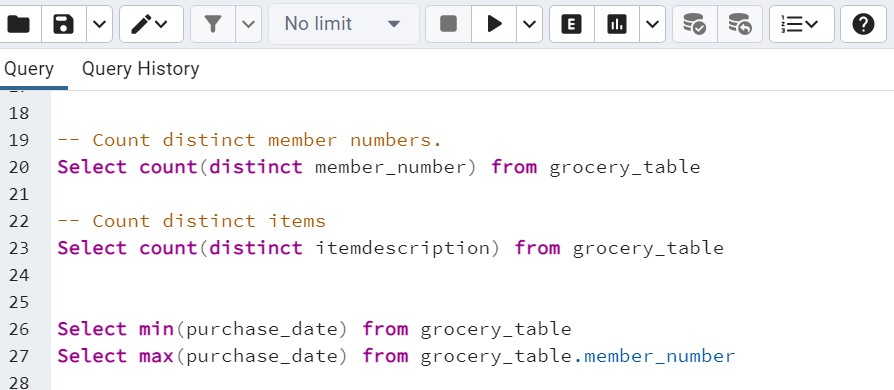 No limit
E
Query Query History
18
19 -- Count distinct member numbers.
20 Select count(distinct member_number) from grocery_table
21
22 -- Count distinct items
23 Select count(distinct itemdescription) from grocery_table
24
25
26 Select min(purchase_date) from grocery_table
27 Select max(purchase_date) from grocery_table.member_number
28